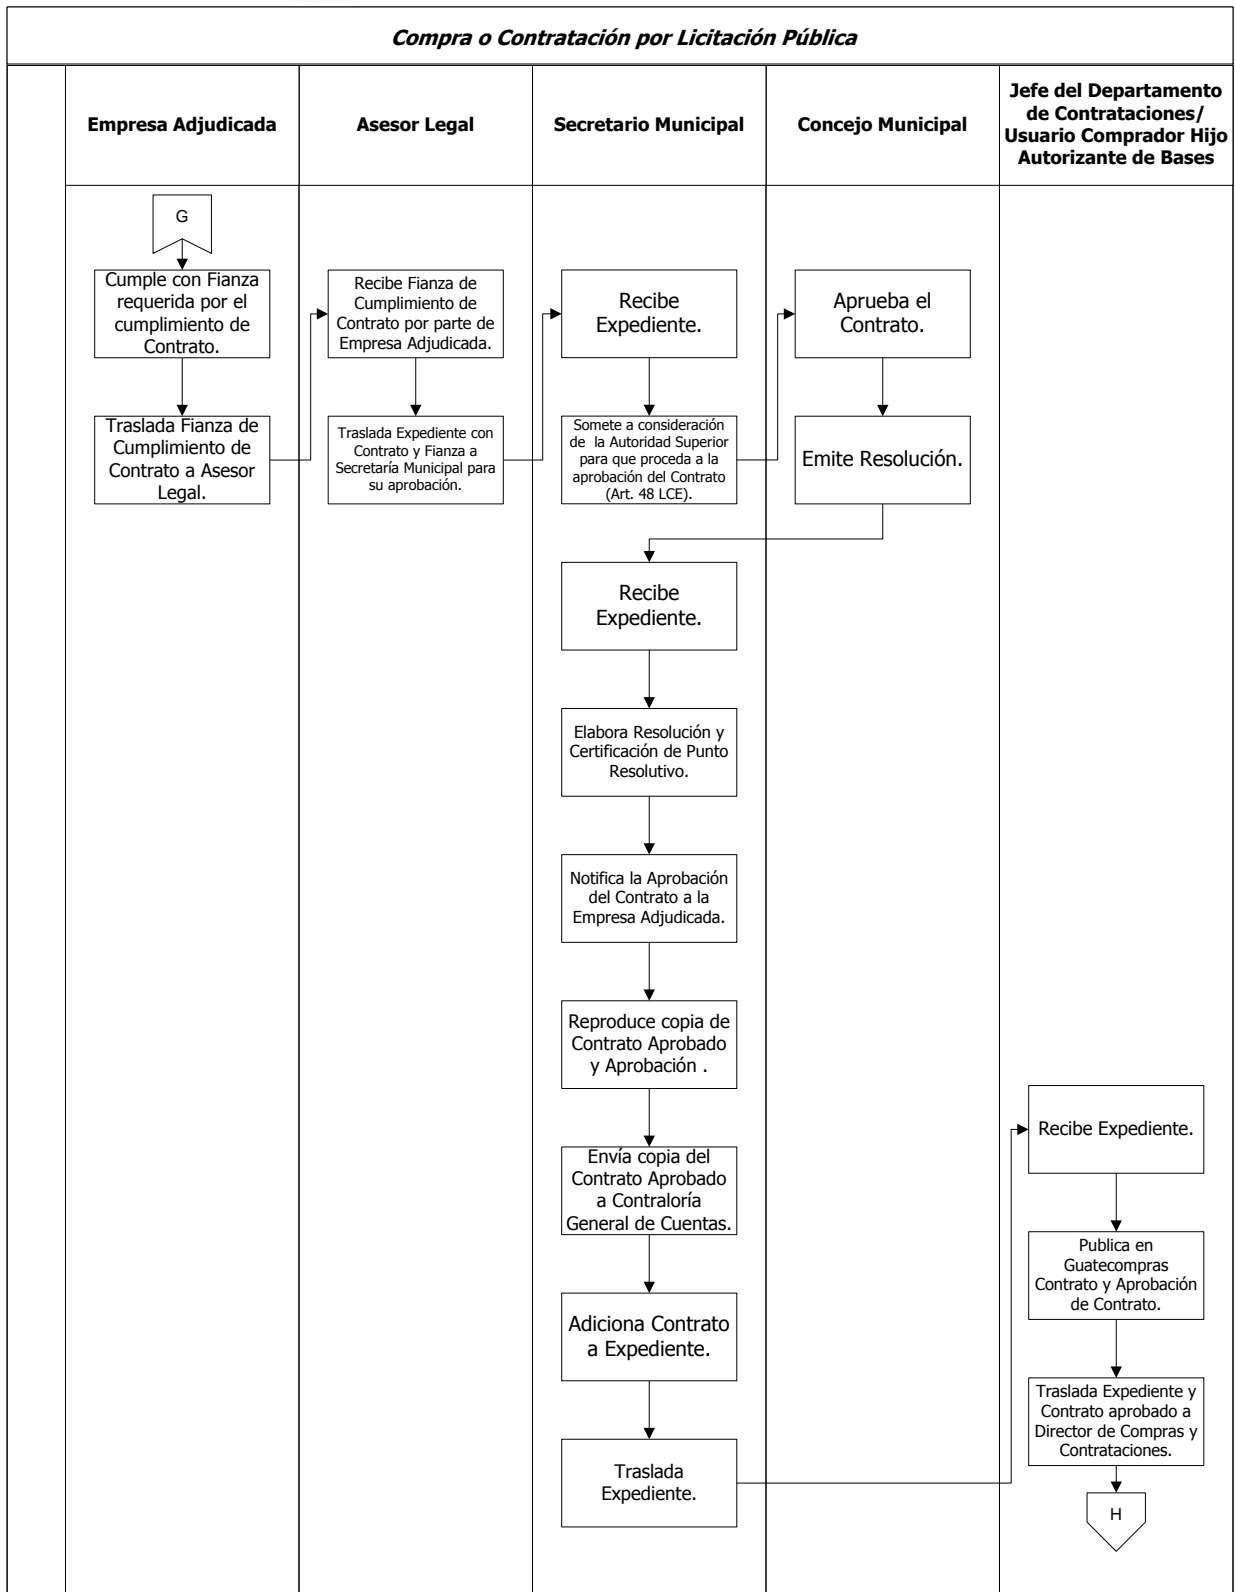 Compra o Contratación por Licitación Pública
Empresa Adjudicada
Asesor Legal
Secretario Municipal
Concejo Municipal
Jefe del Departamento
de Contrataciones/
Usuario Comprador Hijo
Autorizante de Bases
G
Cumple con Fianza
requerida por el
cumplimiento de
Contrato.
Traslada Fianza de
Cumplimiento de
Contrato a Asesor
Legal.
Recibe Fianza de
Cumplimiento de
Contrato por parte de
Empresa Adjudicada.
Traslada Expediente con
Contrato y Fianza a
Secretaría Municipal para
su aprobación.
Recibe
Expediente.
Somete a consideración
de la Autoridad Superior
para que proceda a la
aprobación del Contrato
(Art. 48 LCE).
Aprueba el
Contrato.
Emite Resolución.
Recibe
Expediente.
Elabora Resolución y
Certificación de Punto
Resolutivo.
Notifica la Aprobación
del Contrato a la
Empresa Adjudicada.
Reproduce copia de
Contrato Aprobado
y Aprobación .
Envía copia del
Contrato Aprobado
a Contraloría
General de Cuentas.
Adiciona Contrato
a Expediente.
Traslada
Expediente.
Recibe Expediente.
Publica en
Guatecompras
Contrato y Aprobación
de Contrato.
Traslada Expediente y
Contrato aprobado a
Director de Compras y
Contrataciones.
H